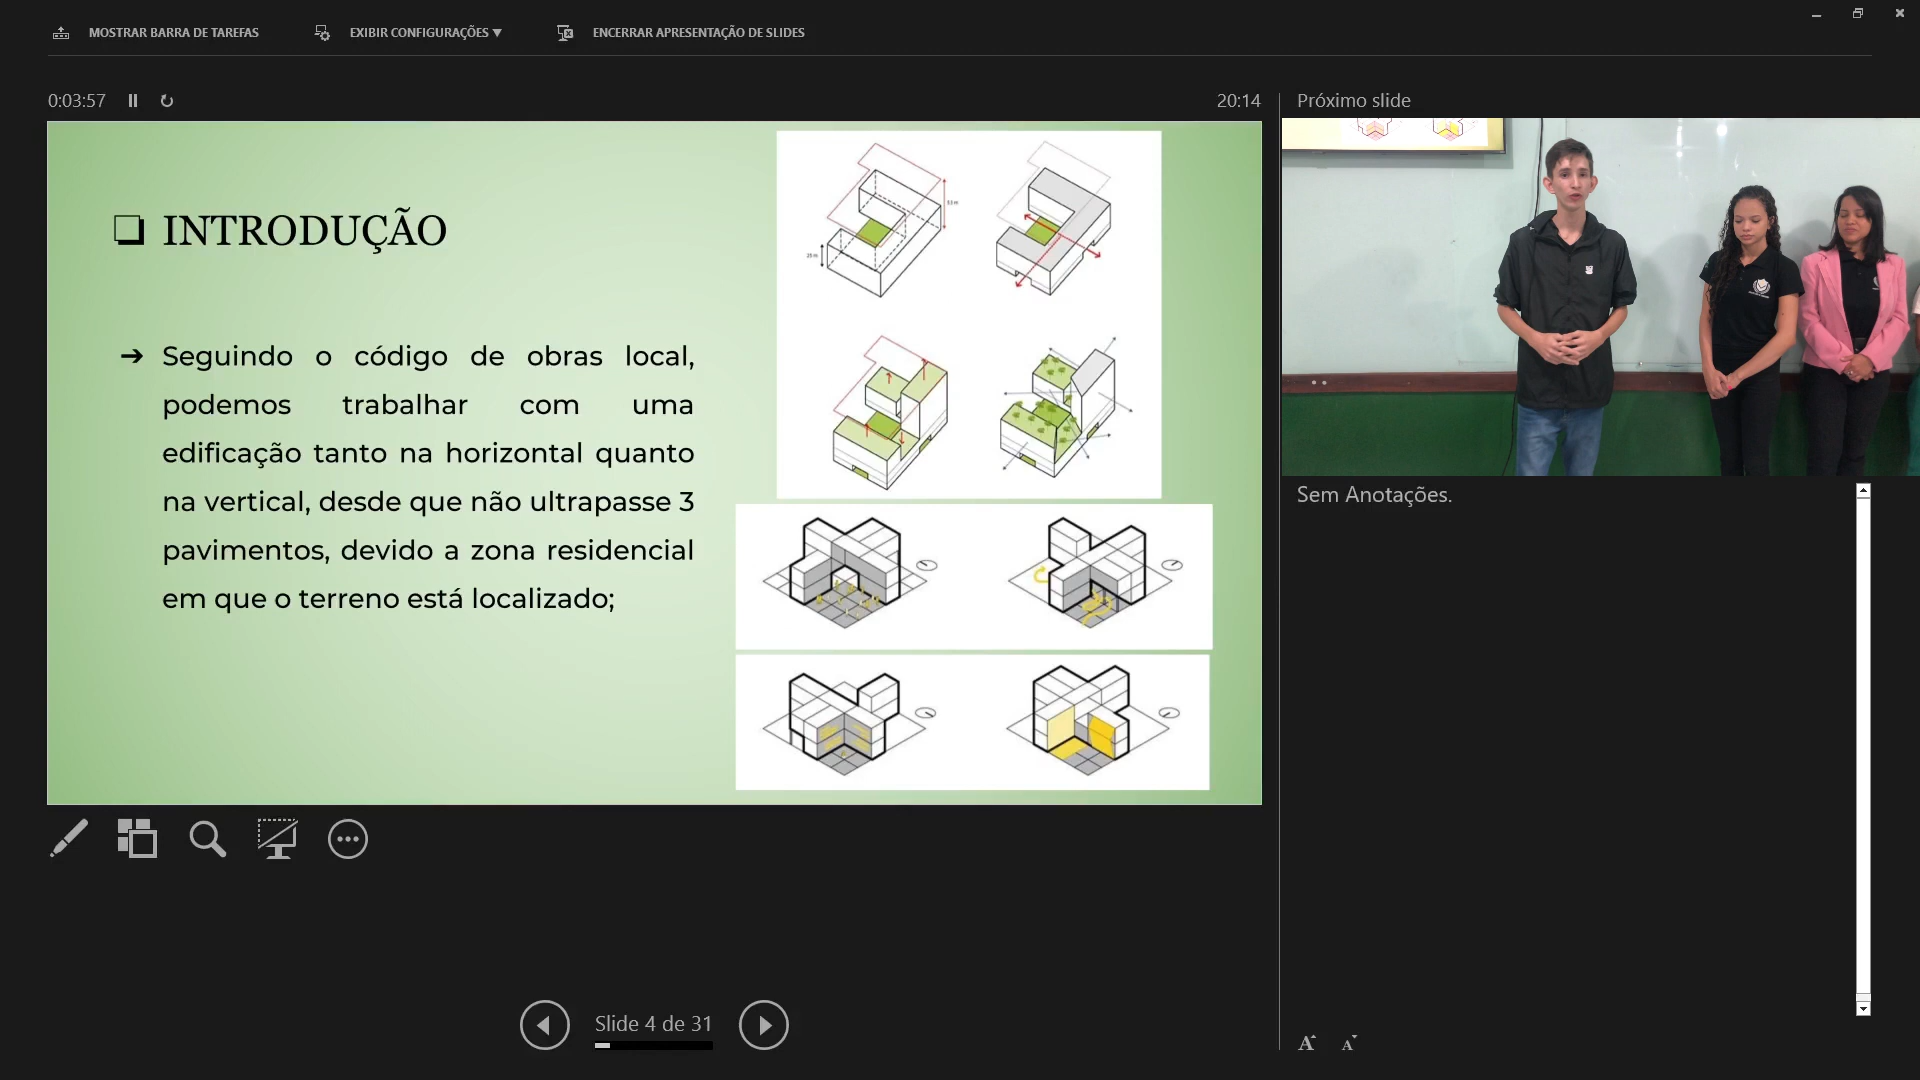 MOSTRAR BARRA DE TAREFAS
EXIBIR CONFIGURAÇÕES ▼
ENCERRAR APRESENTAÇÃO DE SLIDES
0:03:57
20:14
Próximo slide
❑ INTRODUÇÃO
➔ Seguindo o código de obras local,
podemos trabalhar com uma
edificação tanto na horizontal quanto
na vertical, desde que não ultrapasse 3
pavimentos, devido a zona residencial
em que o terreno está localizado;
Sem Anotações.
Slide 4 de 31
A
A